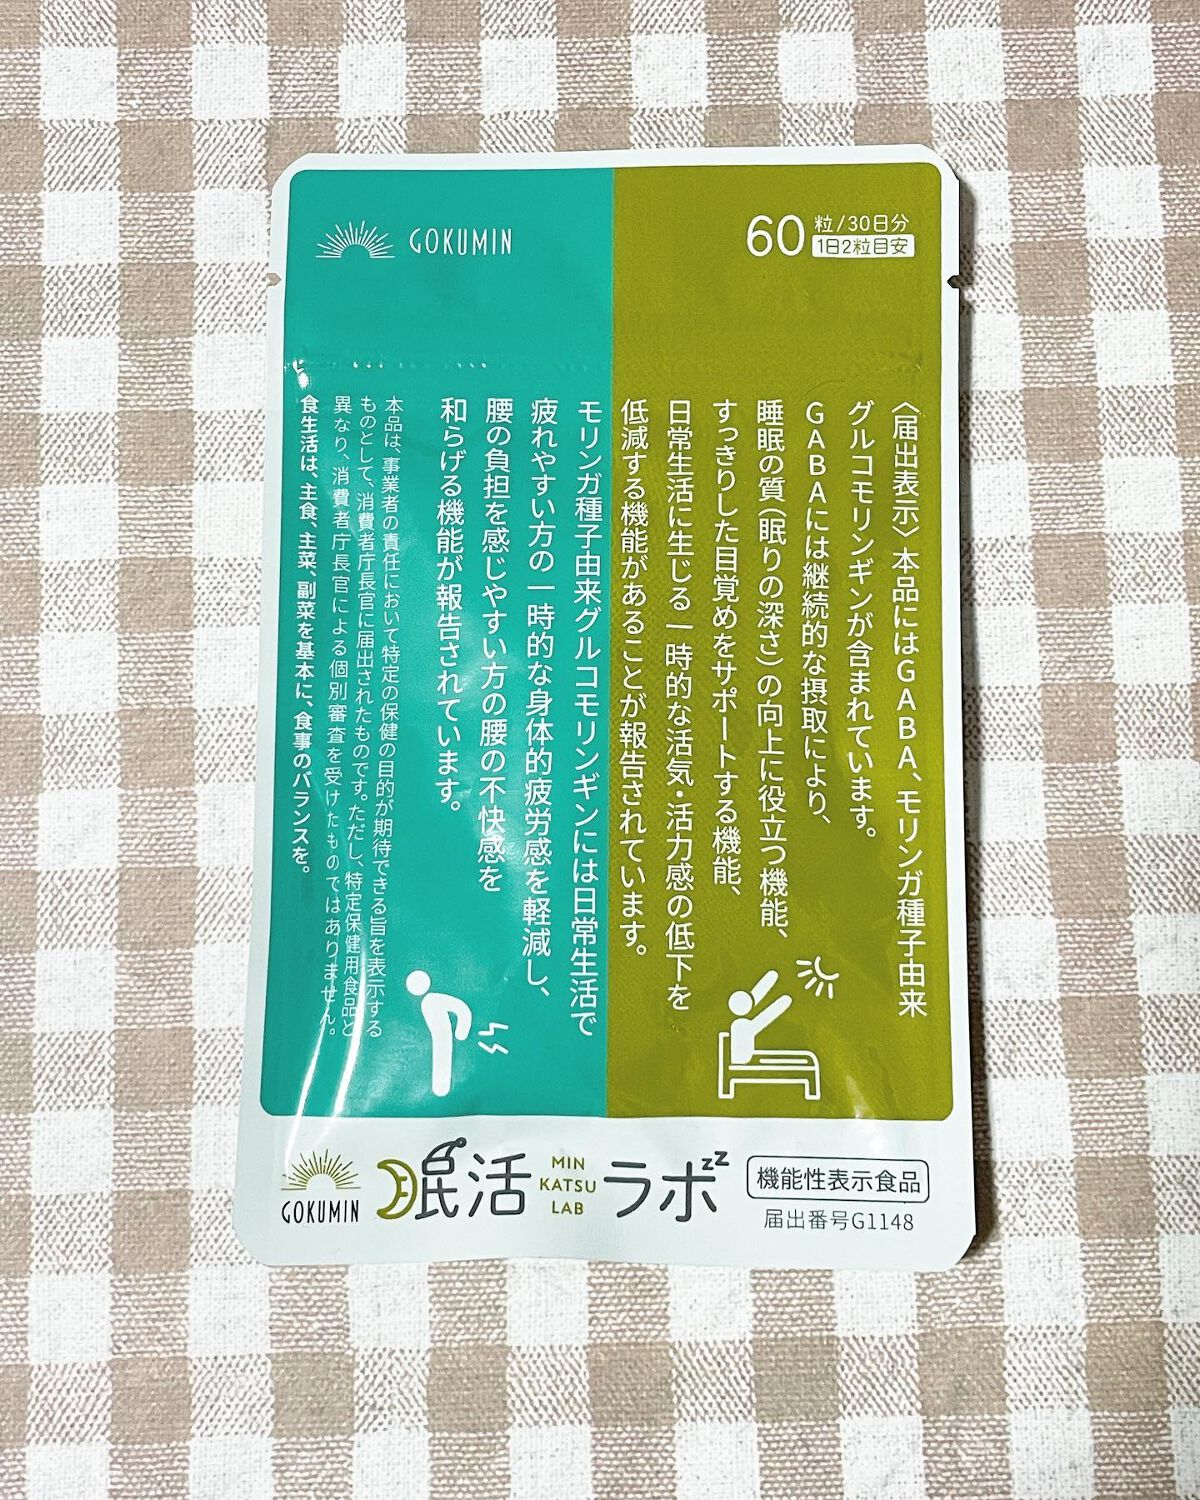 GOKUMIN
60粒/30日分
1日2粒目安
〈届出表示〉本品にはGABA、モリンガ種子由来
グルコモリンギンが含まれています。
GABAには継続的な摂取により、
睡眠の質（眠りの深さ）の向上に役立つ機能、
すっきりした目覚めをサポートする機能、
日常生活に生じる一時的な活気・活力感の低下を
低減する機能があることが報告されています。
モリンガ種子由来グルコモリンギンには日常生活で
疲れやすい方の一時的な身体的疲労感を軽減し、
腰の負担を感じやすい方の腰の不快感を
和らげる機能が報告されています。
本品は、事業者の責任において特定の保健の目的が期待できる旨を表示する
ものとして、消費者庁長官に届出されたものです。ただし、特定保健用食品と
異なり、消費者庁長官による個別審査を受けたものではありません。
食生活は、主食、主菜、副菜を基本に、食事のバランスを。
GOKUMIN
眠活
MIN
KATSU
LAB
ラボzz
機能性表示食品
届出番号G1148